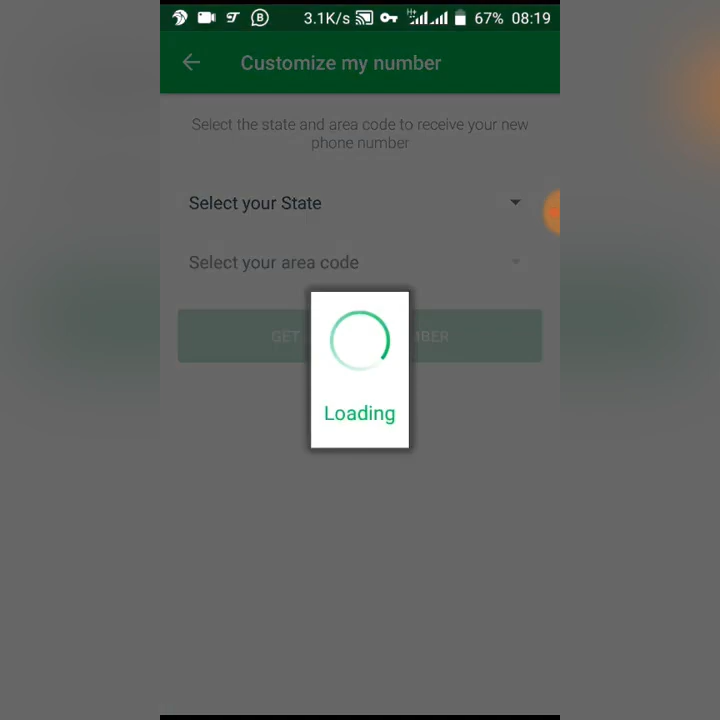 3.1K/s H+ 67% 08:19
Customize my number
Select the state and area code to receive your new
phone number
Select your State
Select your area code
GET MBER
Loading